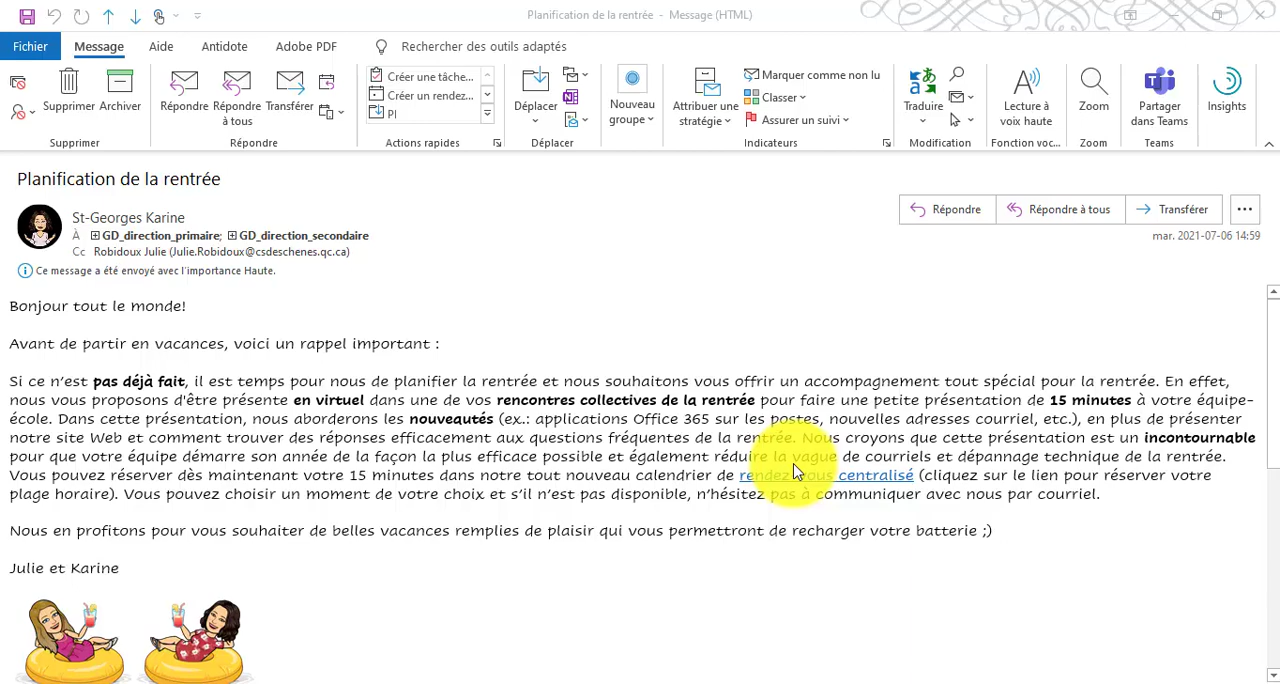 Planification de la rentrée - Message (HTML)
Fichier Message Aide Antidote Adobe PDF Rechercher des outils adaptés
Supprimer Archiver
Supprimer
Répondre Répondre à tous Transférer
Répondre
Créer une tâche...
Créer un rendez...
PI
Actions rapides
Déplacer
Déplacer
Nouveau groupe
Attribuer une stratégie
Marquer comme non lu
Classer
Assurer un suivi
Indicateurs
Traduire
Modification
Lecture à voix haute
Fonction voc...
Zoom
Zoom
Partager dans Teams
Teams
Insights
Planification de la rentrée
St-Georges Karine
À GD_direction_primaire; GD_direction_secondaire
Cc Robidoux Julie (Julie.Robidoux@csdeschenes.qc.ca)
Répondre Répondre à tous Transférer
mar. 2021-07-06 14:59
Ce message a été envoyé avec l'importance Haute.
Bonjour tout le monde!
Avant de partir en vacances, voici un rappel important :
Si ce n'est pas déjà fait, il est temps pour nous de planifier la rentrée et nous souhaitons vous offrir un accompagnement tout spécial pour la rentrée. En effet,
nous vous proposons d'être présente en virtuel dans une de vos rencontres collectives de la rentrée pour faire une petite présentation de 15 minutes à votre équipe-
école. Dans cette présentation, nous aborderons les nouveautés (ex.: applications Office 365 sur les postes, nouvelles adresses courriel, etc.), en plus de présenter
notre site Web et comment trouver des réponses efficacement aux questions fréquentes de la rentrée. Nous croyons que cette présentation est un incontournable
pour que votre équipe démarre son année de la façon la plus efficace possible et également réduire la vague de courriels et dépannage technique de la rentrée.
Vous pouvez réserver dès maintenant votre 15 minutes dans notre tout nouveau calendrier de rendez-vous centralisé (cliquez sur le lien pour réserver votre
plage horaire). Vous pouvez choisir un moment de votre choix et s'il n'est pas disponible, n'hésitez pas à communiquer avec nous par courriel.
Nous en profitons pour vous souhaiter de belles vacances remplies de plaisir qui vous permettront de recharger votre batterie ;)
Julie et Karine